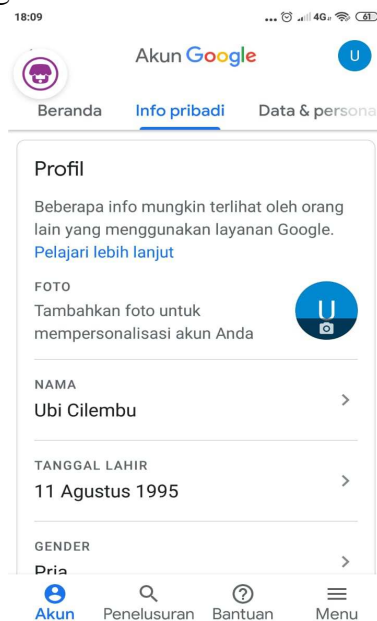 18:09
4G
61
Akun Google
U
Beranda Info pribadi Data & persona
Profil
Beberapa info mungkin terlihat oleh orang
lain yang menggunakan layanan Google.
Pelajari lebih lanjut
FOTO
Tambahkan foto untuk
mempersonalisasi akun Anda
U
NAMA
Ubi Cilembu
TANGGAL LAHIR
11 Agustus 1995
GENDER
Pria
Akun Penelusuran Bantuan Menu